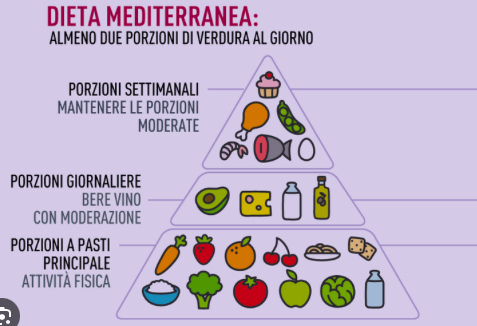 DIETA MEDITERRANEA:
ALMENO DUE PORZIONI DI VERDURA AL GIORNO
PORZIONI SETTIMANALI
MANTENERE LE PORZIONI
MODERATE
PORZIONI GIORNALIERE
BERE VINO
CON MODERAZIONE
PORZIONI A PASTI
PRINCIPALE
ATTIVITÀ FISICA